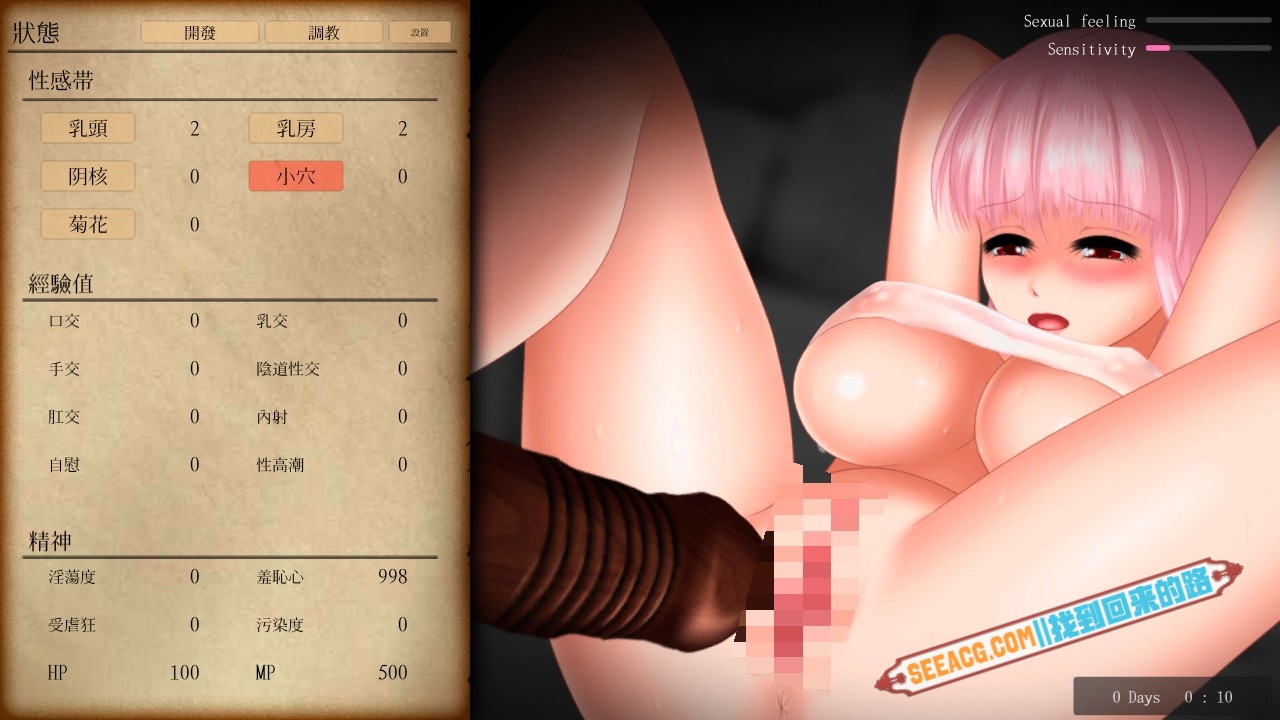 狀態 開發 調教 設置
性感带
乳頭 2 乳房 2
阴核 0 小穴 0
菊花 0
經驗值
口交 0 乳交 0
手交 0 陰道性交 0
肛交 0 內射 0
自慰 0 性高潮 0
精神
淫蕩度 0 羞恥心 998
受虐狂 0 污染度 0
HP 100 MP 500
Sexual feeling
Sensitivity
SEEACG.COM||找到回来的路
0 Days 0 : 10